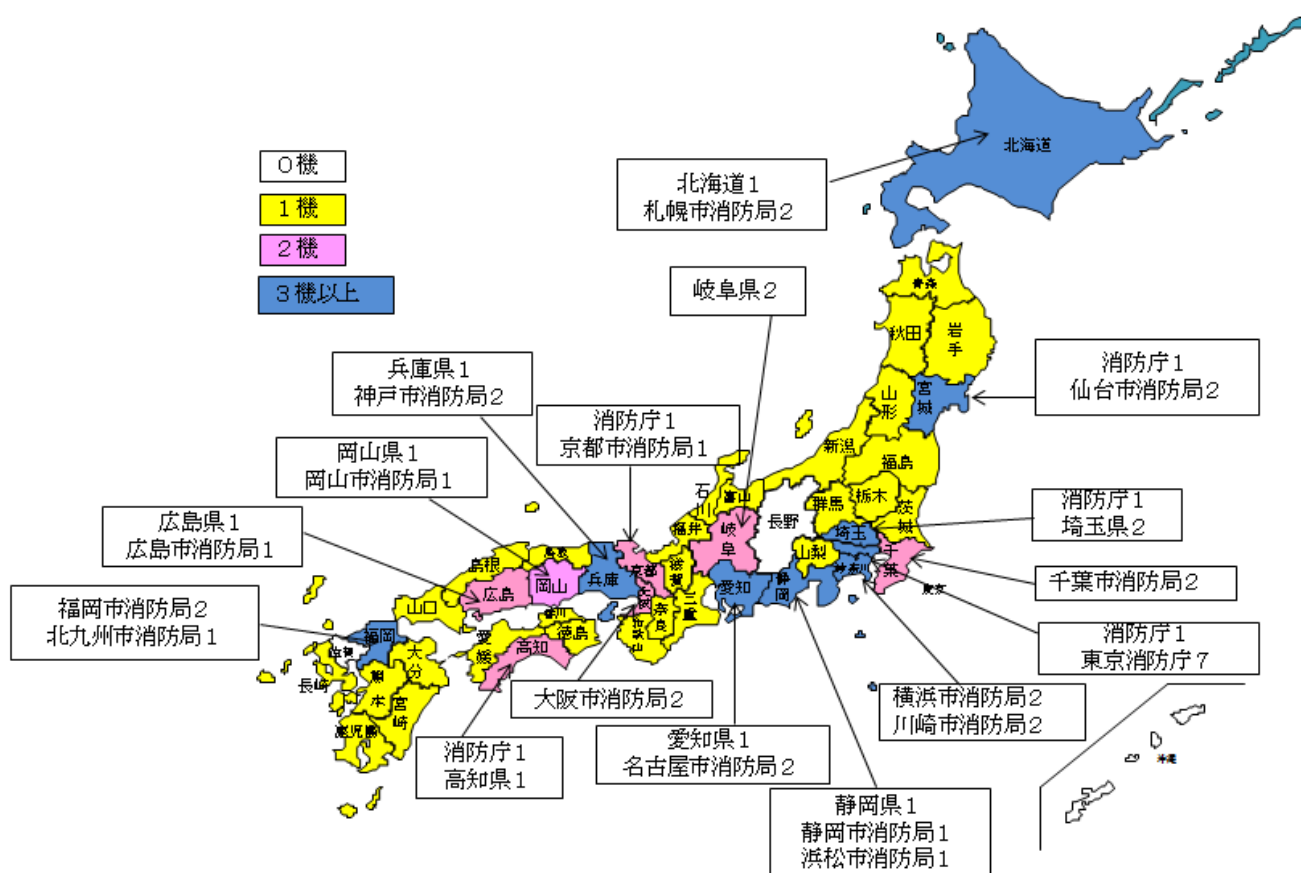 ０機
１機
２機
３機以上
北海道
北海道１
札幌市消防局２
岐阜県２
青森
秋田
岩手
兵庫県１
神戸市消防局２
消防庁１
京都市消防局１
消防庁１
仙台市消防局２
宮城
山形
岡山県１
岡山市消防局１
新潟
福島
石川
富山
群馬
栃木
茨城
消防庁１
埼玉県２
広島県１
広島市消防局１
福井
岐阜
長野
埼玉
島根
鳥取
兵庫
京都
滋賀
山梨
千葉
千葉市消防局２
東京
神奈川
岡山
広島
愛知
静岡
大阪
三重
奈良
和歌山
山口
福岡市消防局２
北九州市消防局１
福岡
佐賀
大分
長崎
熊本
宮崎
鹿児島
愛媛
香川
徳島
高知
消防庁１
東京消防庁７
大阪市消防局２
横浜市消防局２
川崎市消防局２
消防庁１
高知県１
愛知県１
名古屋市消防局２
沖縄
静岡県１
静岡市消防局１
浜松市消防局１